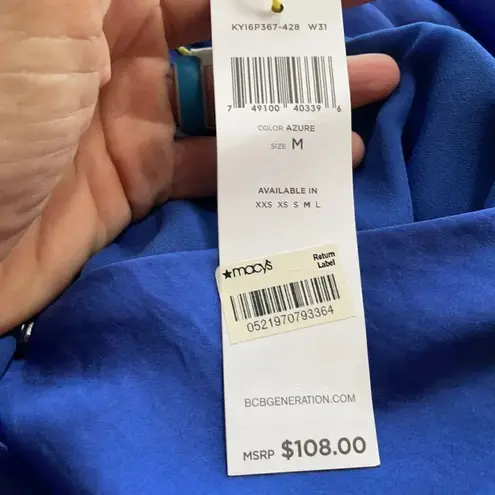 KYI6P367-428 W31
7 49100 40339 6
COLOR AZURE
SIZE M
AVAILABLE IN
XXS XS S M L
★macy's Return
Label
0521970793364
BCBGENERATION.COM
MSRP $108.00